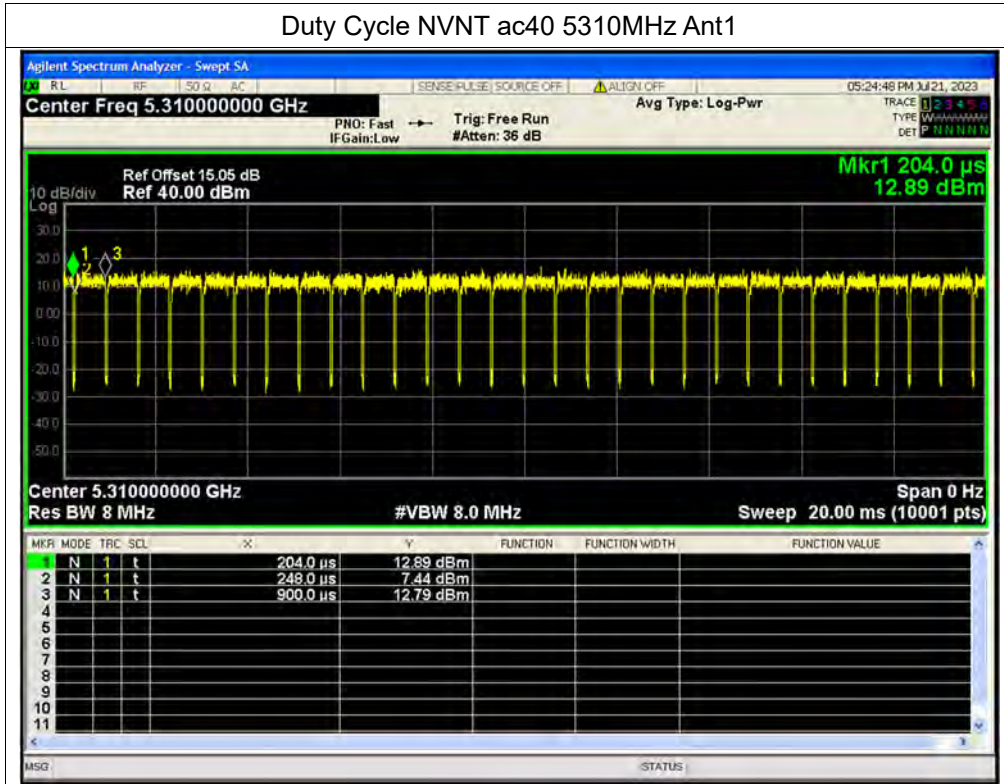 Duty Cycle NVNT ac40 5310MHz Ant1
Agilent Spectrum Analyzer - Swept SA
RL RF 50 Ω AC SENSE:PULSE SOURCE OFF ALIGN OFF 05:24:48 PM Jul 21, 2023
Center Freq 5.310000000 GHz
Avg Type: Log-Pwr
TRACE 1 2 3 4 5 6
TYPE
DET P N N N N N
PNO: Fast
IFGain:Low
Trig: Free Run
#Atten: 36 dB
Mkr1 204.0 µs
12.89 dBm
Ref Offset 15.05 dB
10 dB/div Ref 40.00 dBm
Log
30.0
20.0
10.0
0.00
-10.0
-20.0
-30.0
-40.0
-50.0
1
2
3
Center 5.310000000 GHz Span 0 Hz
Res BW 8 MHz #VBW 8.0 MHz Sweep 20.00 ms (10001 pts)
MKR MODE TRC SCL X Y FUNCTION FUNCTION WIDTH FUNCTION VALUE
1 N 1 t 204.0 µs 12.89 dBm
2 N 1 t 248.0 µs 7.44 dBm
3 N 1 t 900.0 µs 12.79 dBm
4
5
6
7
8
9
10
11
MSG STATUS